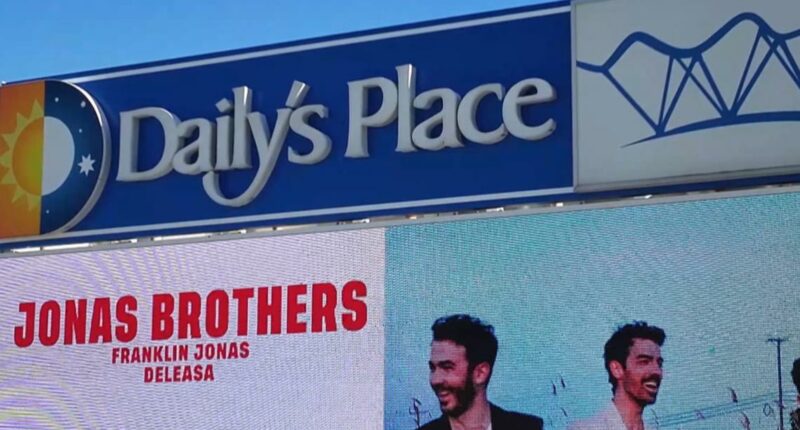 Daily's Place
JONAS BROTHERS
FRANKLIN JONAS
DELEASA